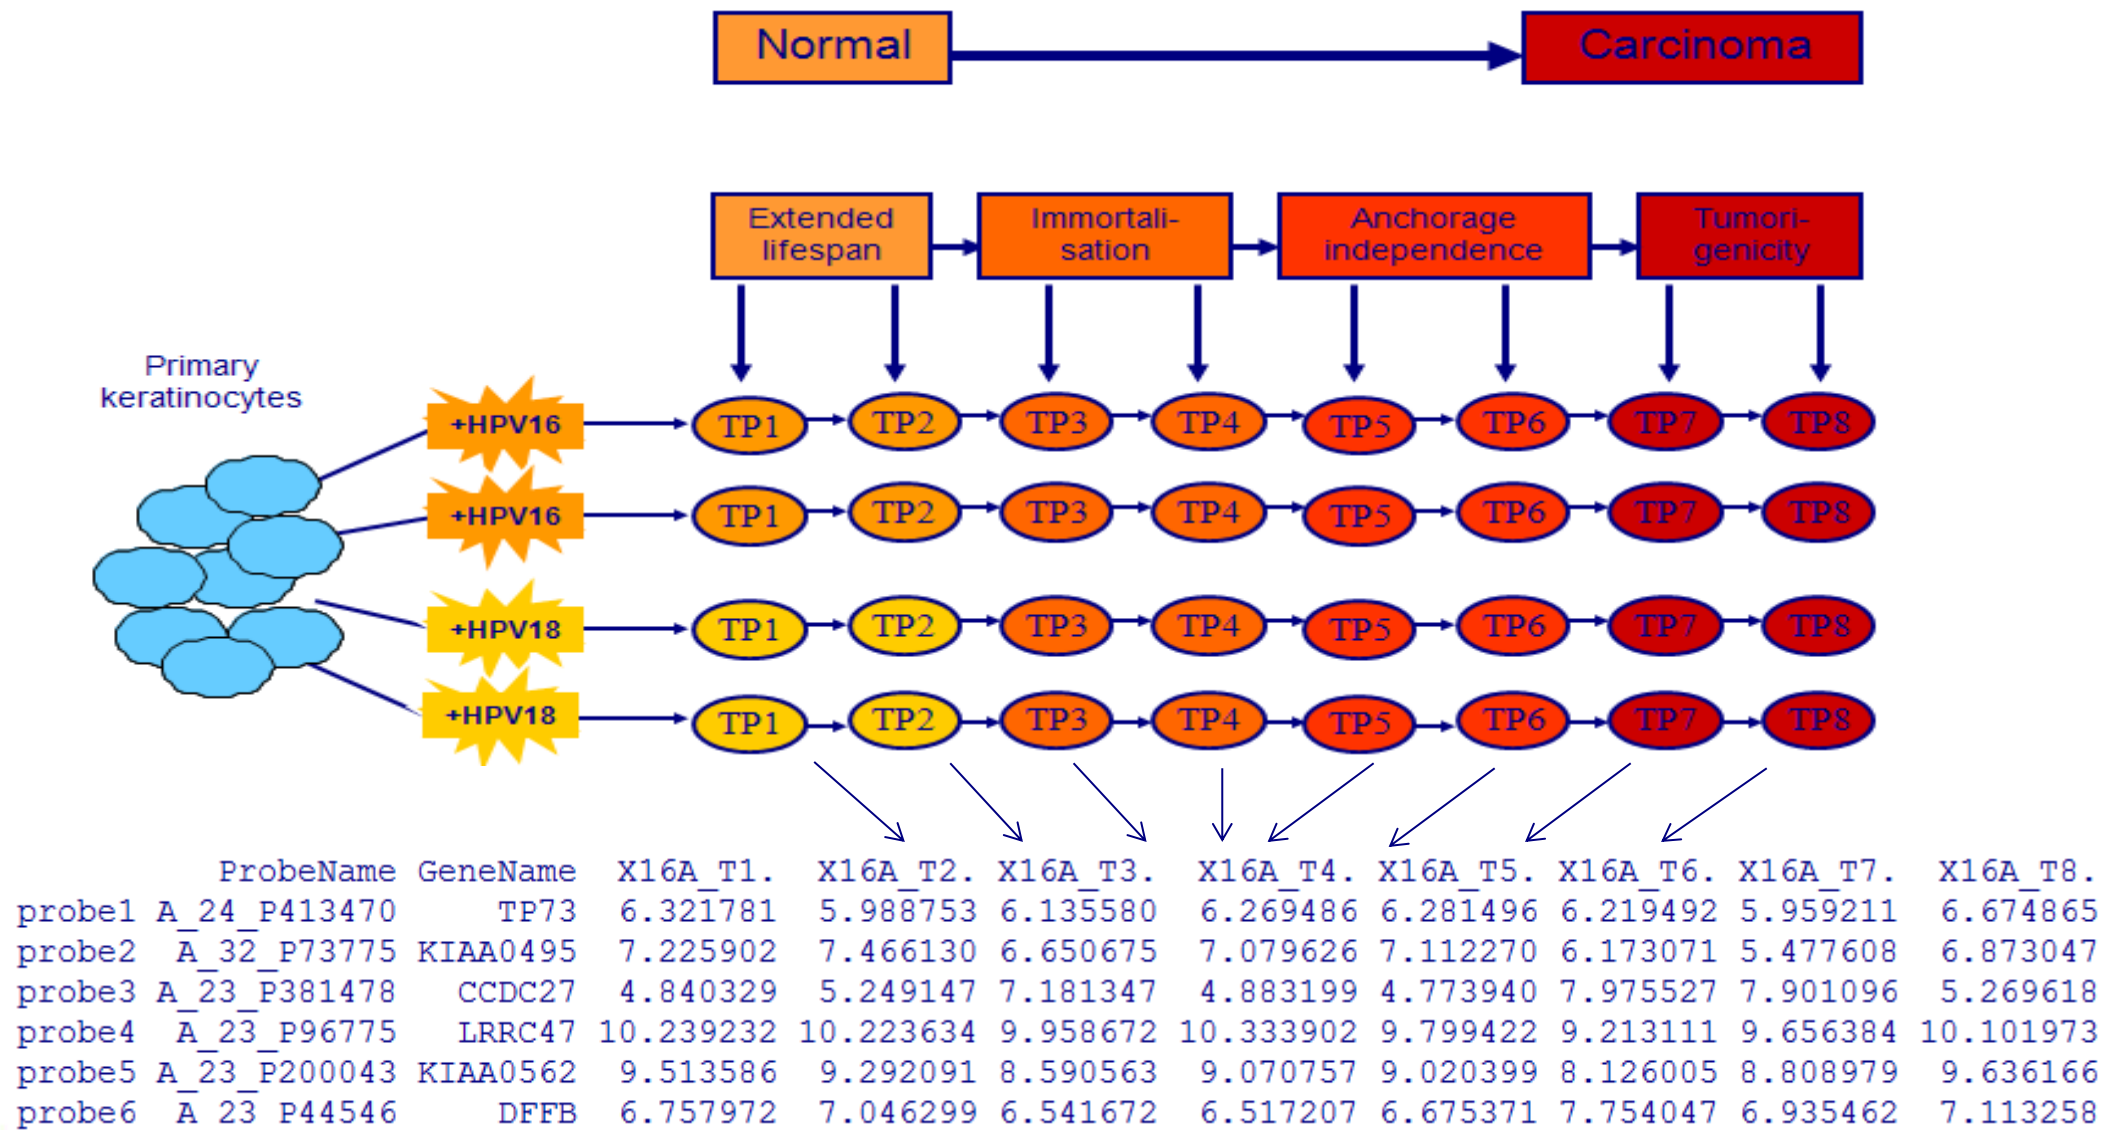 Normal
Carcinoma
Extended
lifespan
Immortali-
sation
Anchorage
independence
Tumori-
genicity
Primary
keratinocytes
+HPV16 TP1 TP2 TP3 TP4 TP5 TP6 TP7 TP8
+HPV16 TP1 TP2 TP3 TP4 TP5 TP6 TP7 TP8
+HPV18 TP1 TP2 TP3 TP4 TP5 TP6 TP7 TP8
+HPV18 TP1 TP2 TP3 TP4 TP5 TP6 TP7 TP8
ProbeName GeneName X16A_T1. X16A_T2. X16A_T3. X16A_T4. X16A_T5. X16A_T6. X16A_T7. X16A_T8.
probe1 A_24_P413470 TP73 6.321781 5.988753 6.135580 6.269486 6.281496 6.219492 5.959211 6.674865
probe2 A_32_P73775 KIAA0495 7.225902 7.466130 6.650675 7.079626 7.112270 6.173071 5.477608 6.873047
probe3 A_23_P381478 CCDC27 4.840329 5.249147 7.181347 4.883199 4.773940 7.975527 7.901096 5.269618
probe4 A_23_P96775 LRRC47 10.239232 10.223634 9.958672 10.333902 9.799422 9.213111 9.656384 10.101973
probe5 A_23_P200043 KIAA0562 9.513586 9.292091 8.590563 9.070757 9.020399 8.126005 8.808979 9.636166
probe6 A 23 P44546 DFFB 6.757972 7.046299 6.541672 6.517207 6.675371 7.754047 6.935462 7.113258